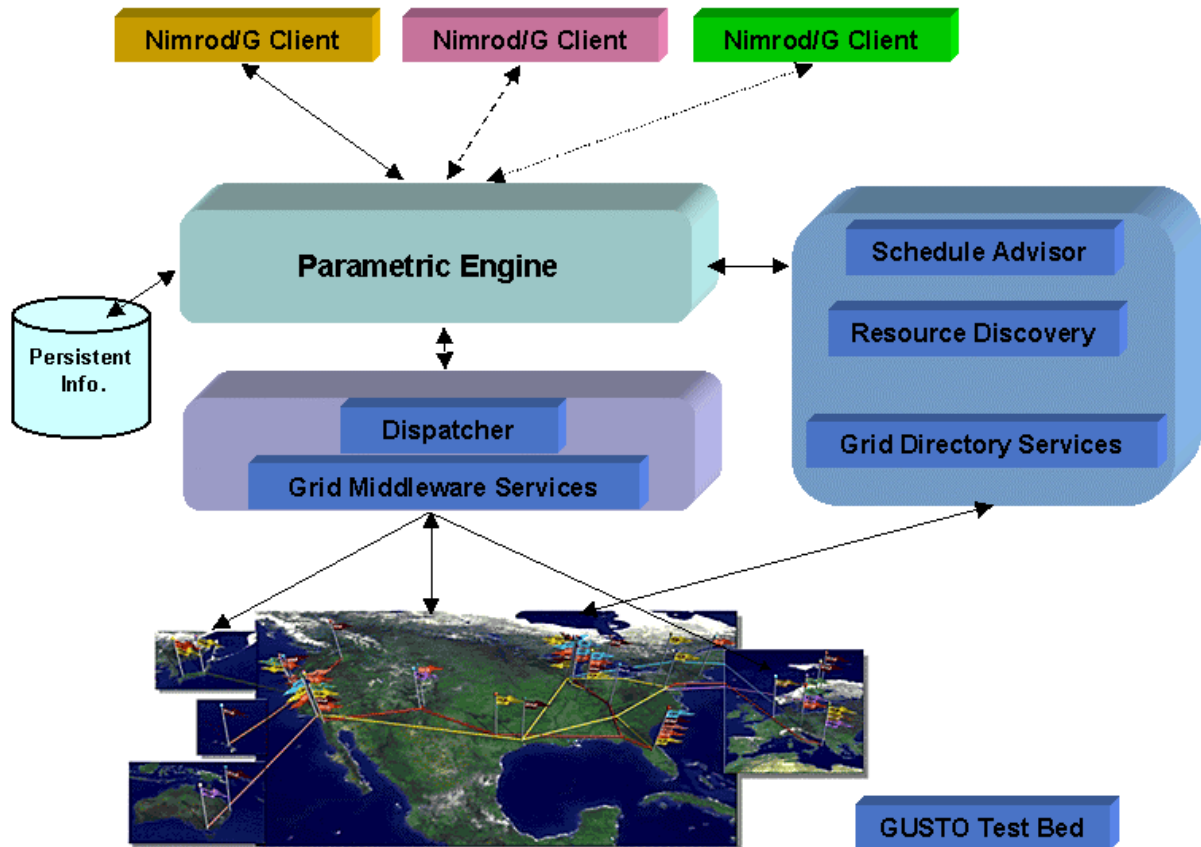 Nimrod/G Client
Nimrod/G Client
Nimrod/G Client
Parametric Engine
Schedule Advisor
Resource Discovery
Persistent
Info.
Dispatcher
Grid Directory Services
Grid Middleware Services
GUSTO Test Bed